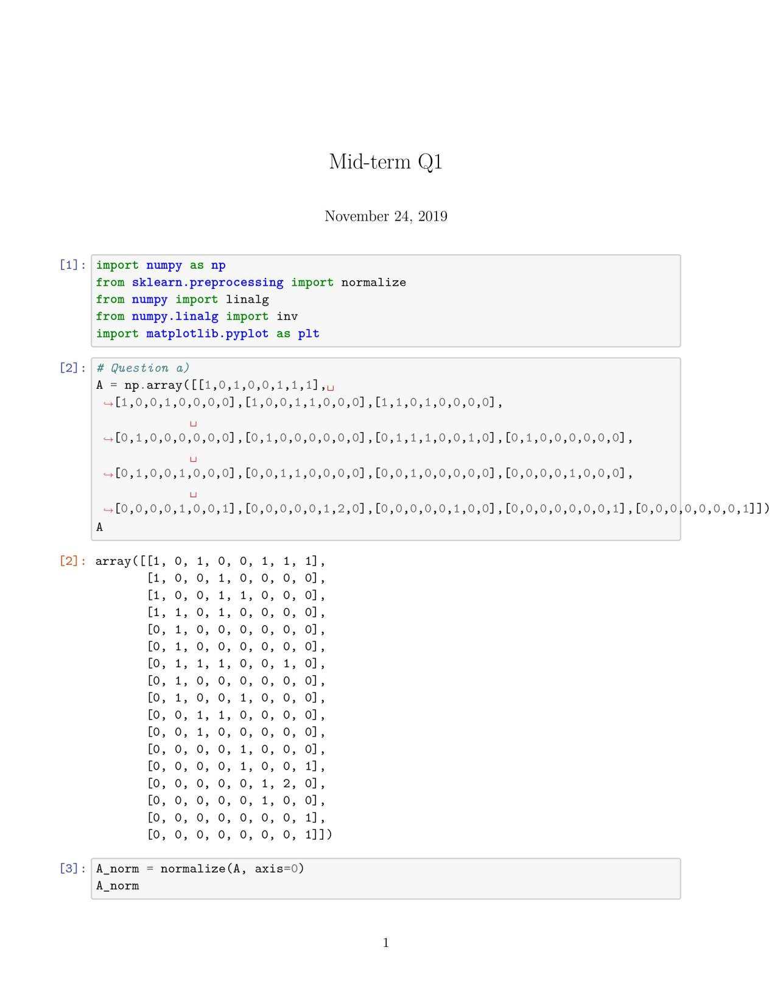 Mid-term Q1
November 24, 2019
[1]: import numpy as np
from sklearn.preprocessing import normalize
from numpy import linalg
from numpy.linalg import inv
import matplotlib.pyplot as plt
[2]: # Question a)
A = np.array([[1,0,1,0,0,1,1,1],␣
↪[1,0,0,1,0,0,0,0],[1,0,0,1,1,0,0,0],[1,1,0,1,0,0,0,0],
␣
↪[0,1,0,0,0,0,0,0],[0,1,0,0,0,0,0,0],[0,1,1,1,0,0,1,0],[0,1,0,0,0,0,0,0],
␣
↪[0,1,0,0,1,0,0,0],[0,0,1,1,0,0,0,0],[0,0,1,0,0,0,0,0],[0,0,0,0,1,0,0,0],
␣
↪[0,0,0,0,1,0,0,1],[0,0,0,0,0,1,2,0],[0,0,0,0,0,1,0,0],[0,0,0,0,0,0,0,1],[0,0,0,0,0,0,0,1]])
A
[2]: array([[1, 0, 1, 0, 0, 1, 1, 1],
[1, 0, 0, 1, 0, 0, 0, 0],
[1, 0, 0, 1, 1, 0, 0, 0],
[1, 1, 0, 1, 0, 0, 0, 0],
[0, 1, 0, 0, 0, 0, 0, 0],
[0, 1, 0, 0, 0, 0, 0, 0],
[0, 1, 1, 1, 0, 0, 1, 0],
[0, 1, 0, 0, 0, 0, 0, 0],
[0, 1, 0, 0, 1, 0, 0, 0],
[0, 0, 1, 1, 0, 0, 0, 0],
[0, 0, 1, 0, 0, 0, 0, 0],
[0, 0, 0, 0, 1, 0, 0, 0],
[0, 0, 0, 0, 1, 0, 0, 1],
[0, 0, 0, 0, 0, 1, 2, 0],
[0, 0, 0, 0, 0, 1, 0, 0],
[0, 0, 0, 0, 0, 0, 0, 1],
[0, 0, 0, 0, 0, 0, 0, 1]])
[3]: A_norm = normalize(A, axis=0)
A_norm
1